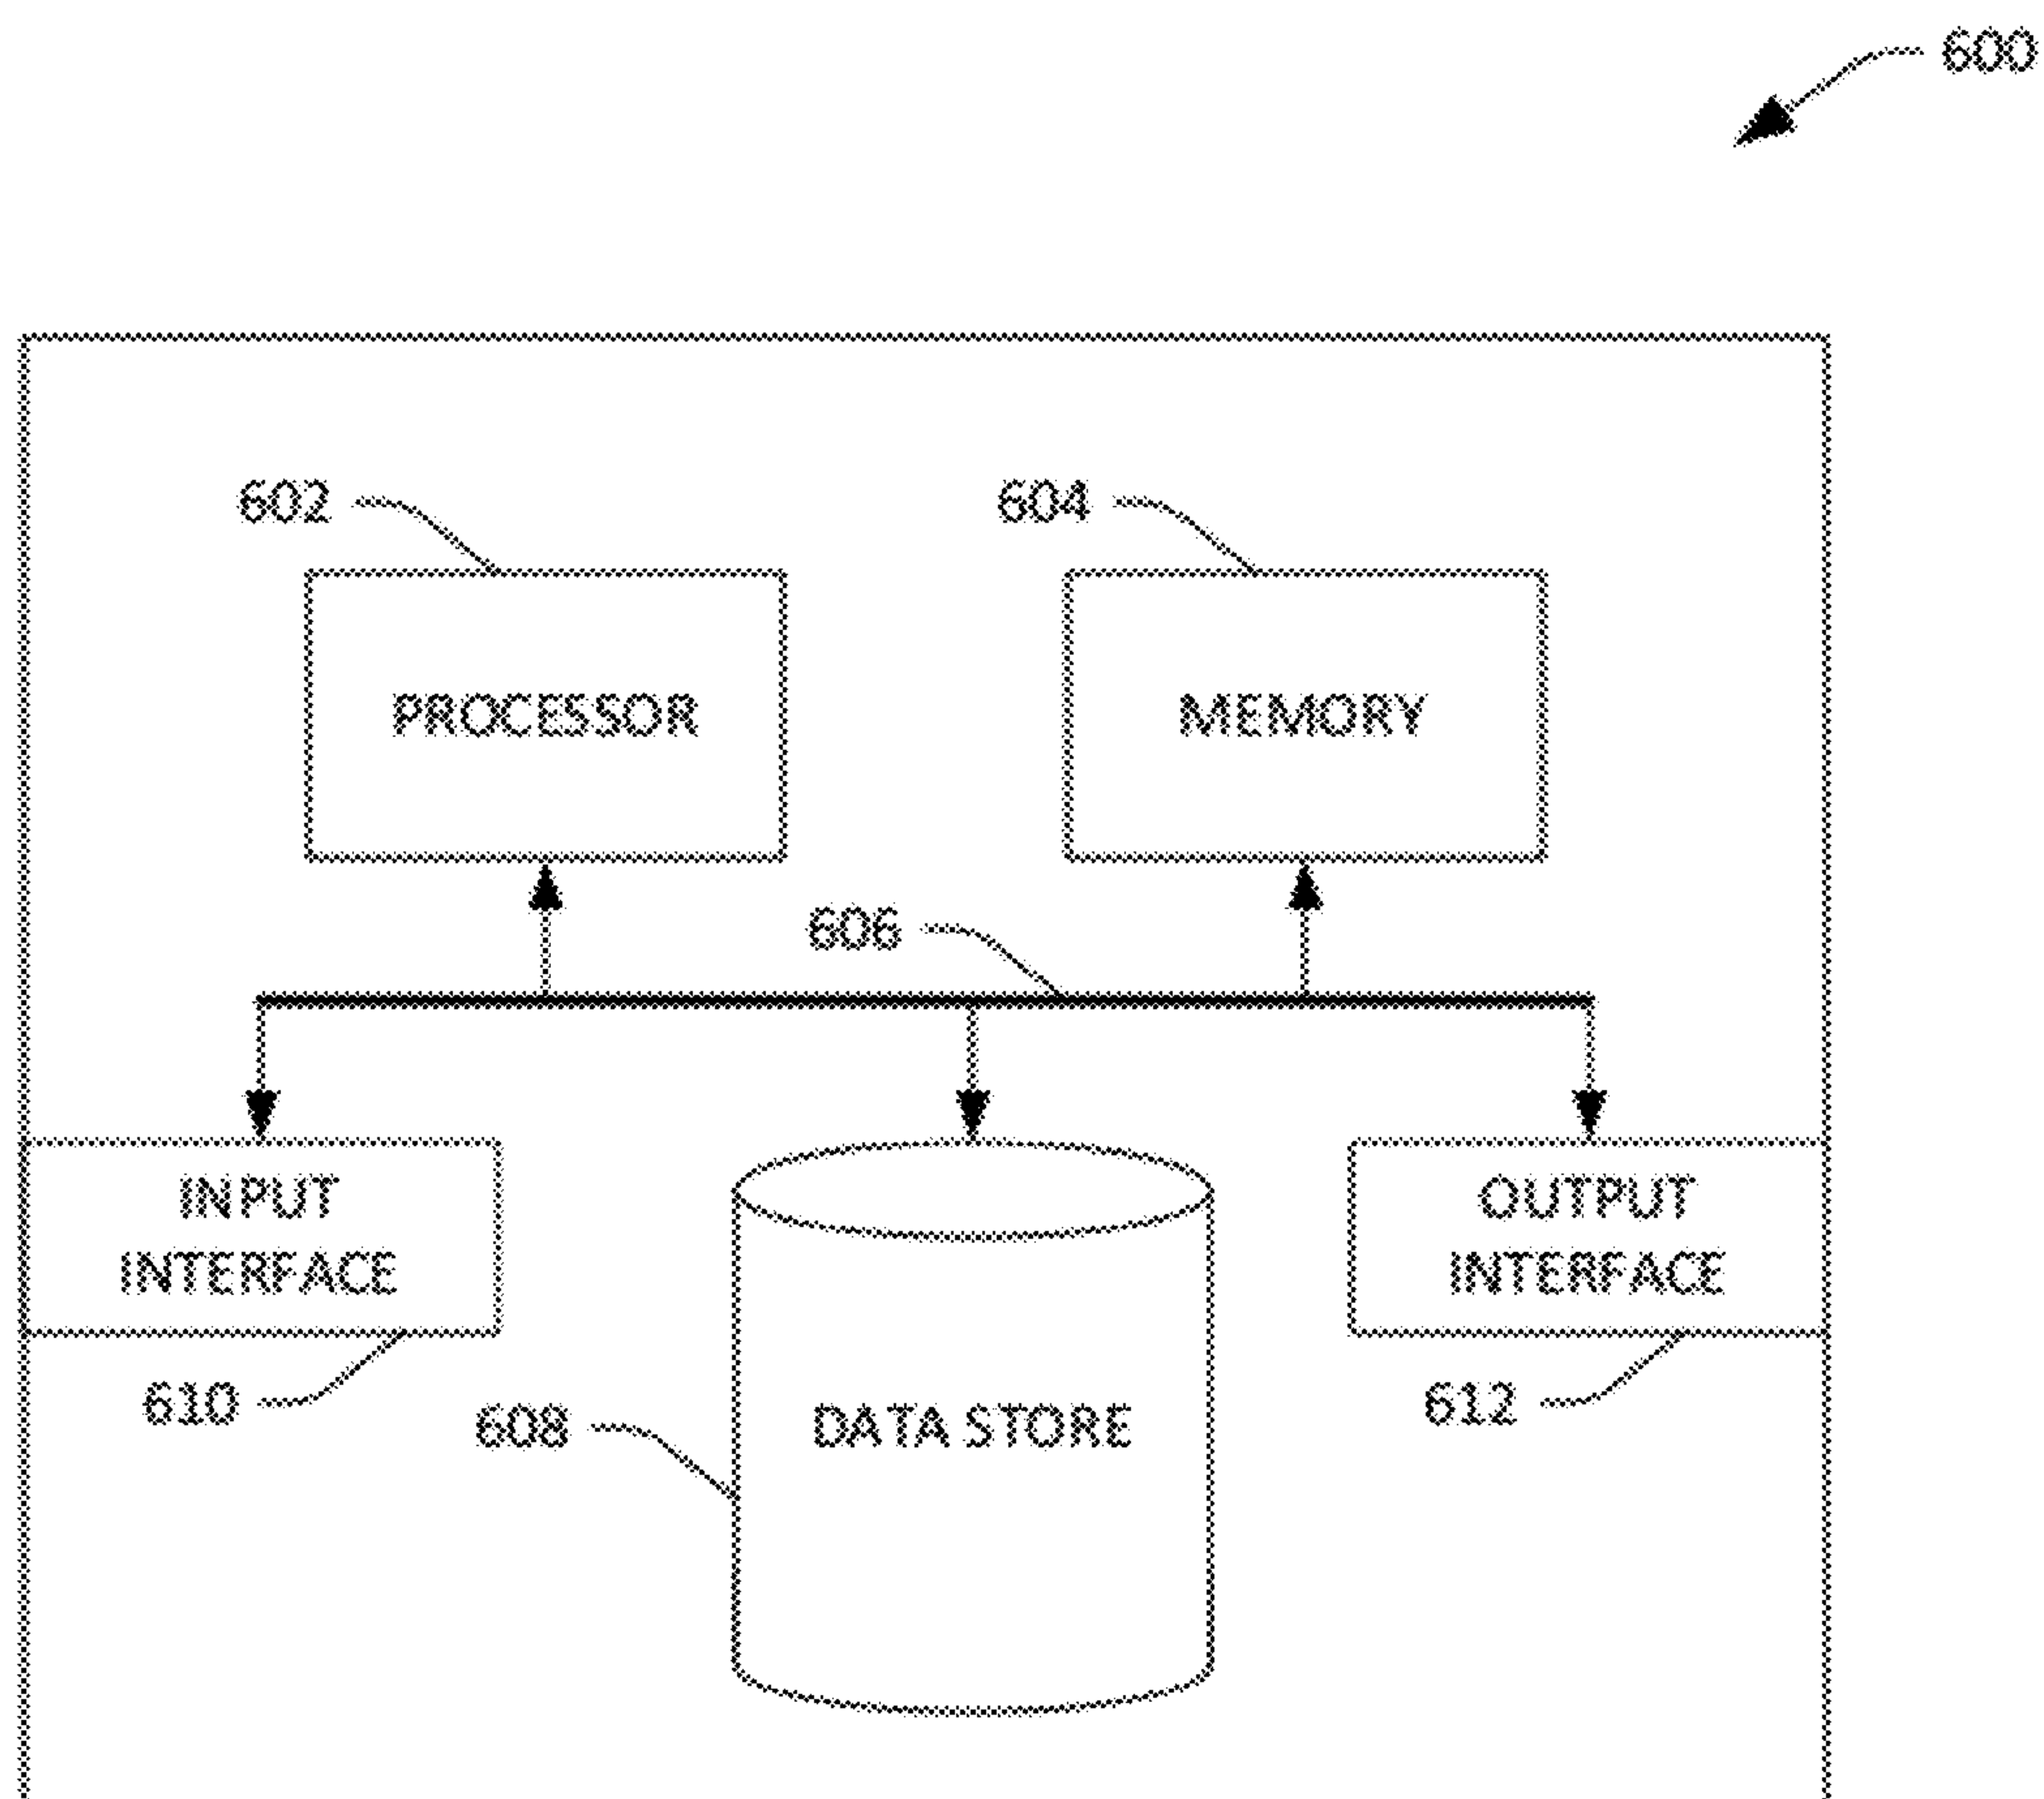 600
602
604
PROCESSOR
MEMORY
606
INPUT
INTERFACE
OUTPUT
INTERFACE
610
608
DATA STORE
612